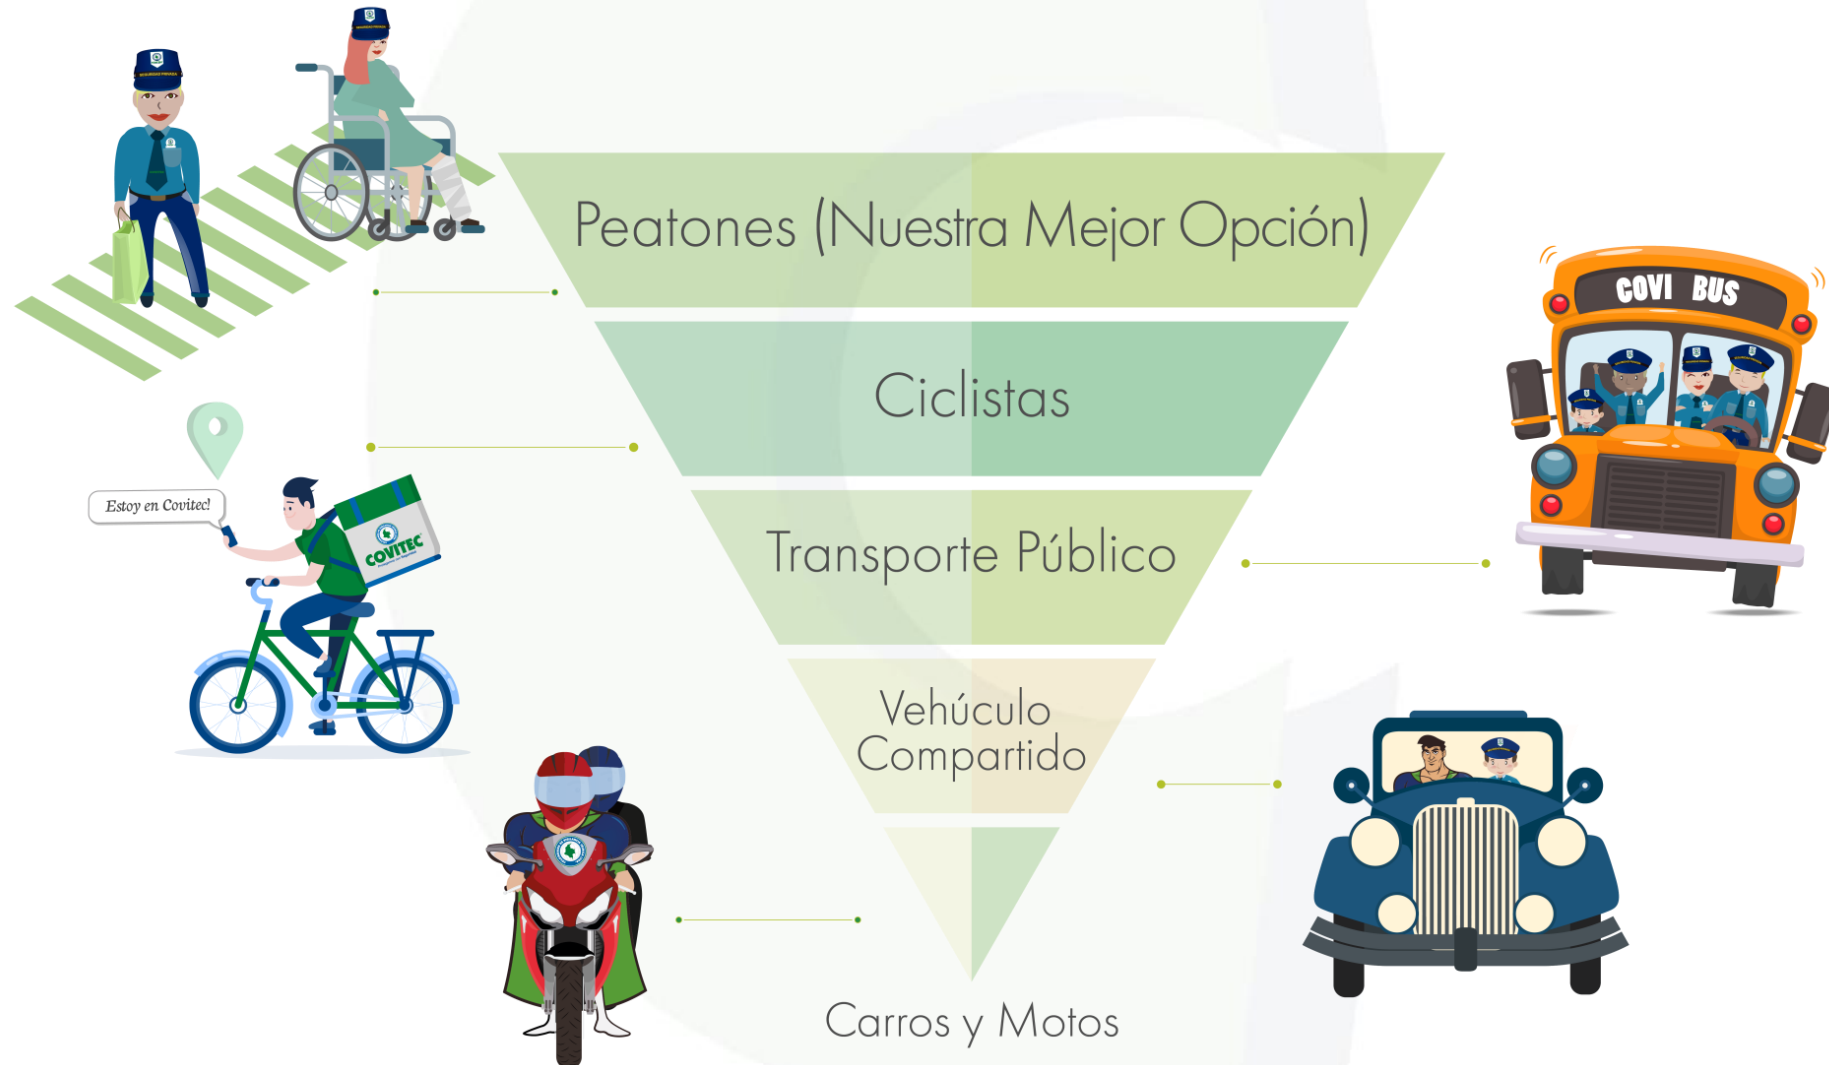 Peatones (Nuestra Mejor Opción)
COVI BUS
Ciclistas
Estoy en Covitec!
COVITEC
Transporte Público
Vehúculo
Compartido
Carros y Motos